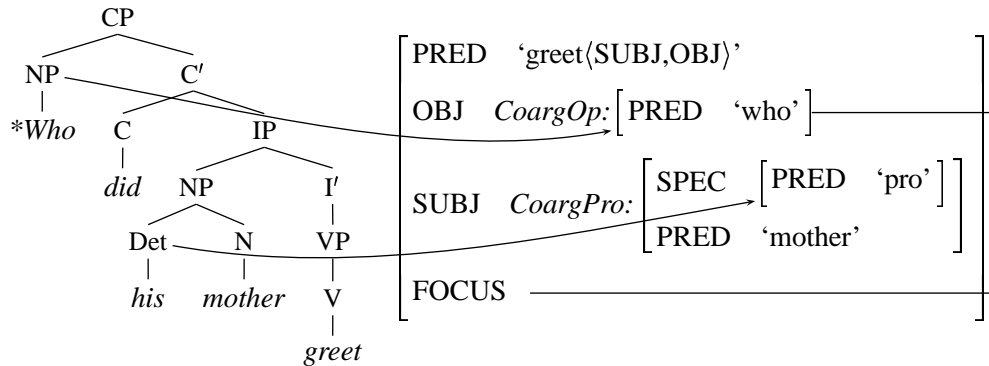 CP
NP C′
*Who C IP
did NP I′
Det N VP
his mother V
greet
PRED ‘greet⟨SUBJ,OBJ⟩’
OBJ CoargOp: [PRED ‘who’]
SUBJ CoargPro: [SPEC [PRED ‘pro’]
PRED ‘mother’]
FOCUS